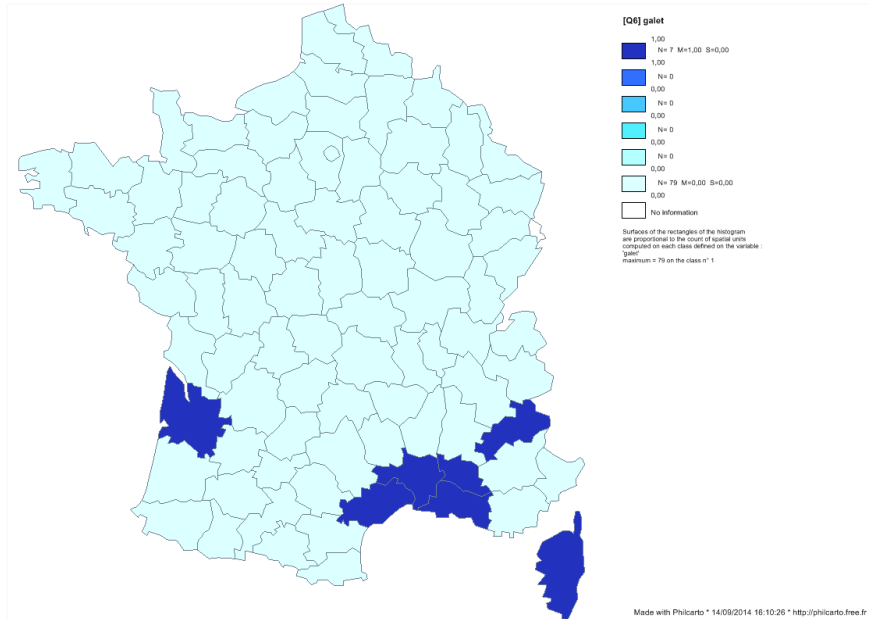 [Q6] galet
1,00
N= 7 M=1,00 S=0,00
1,00
N= 0
0,00
N= 0
0,00
N= 0
0,00
N= 0
0,00
N= 79 M=0,00 S=0,00
0,00
No information
Surfaces of the rectangles of the histogram
are proportional to the count of spatial units
computed on each class defined on the variable :
'galet'
maximum = 79 on the class n° 1
Made with Philcarto * 14/09/2014 16:10:26 * http://philcarto.free.fr